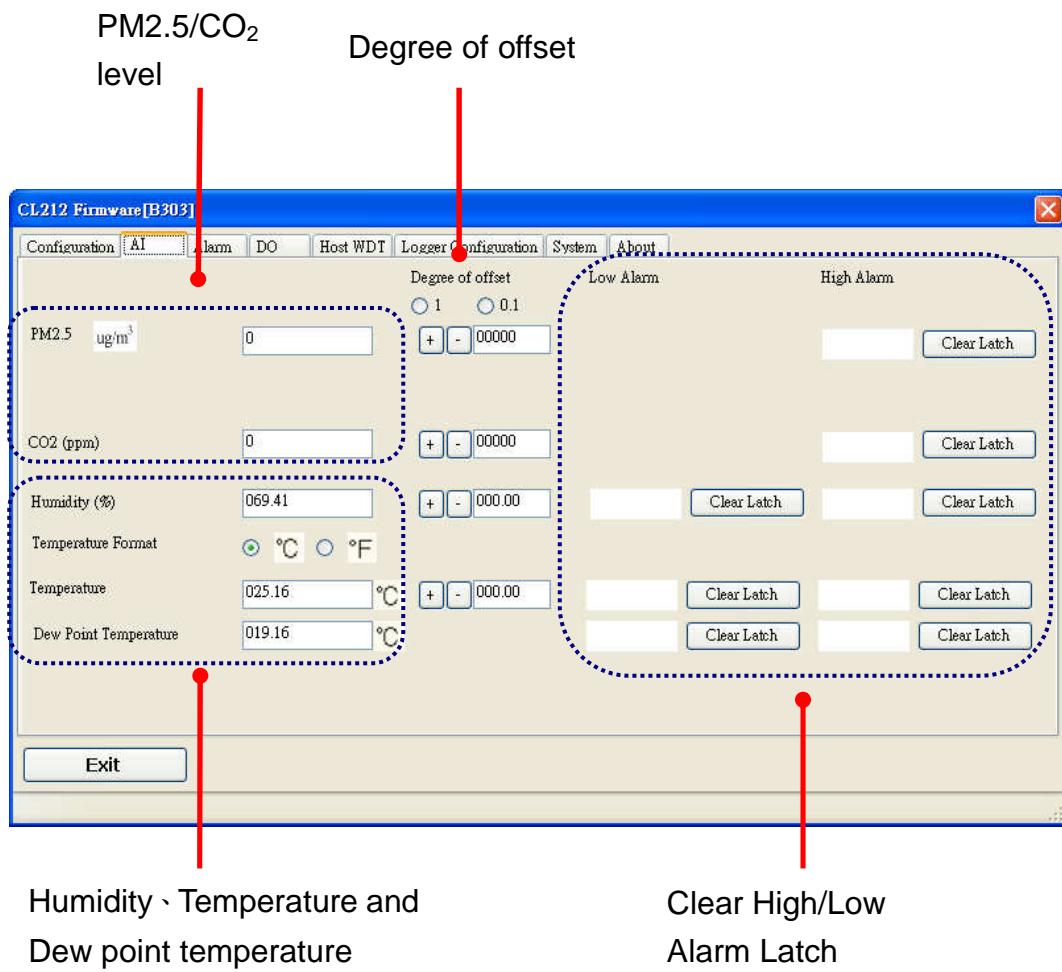 PM2.5/CO₂
level
Degree of offset
CL212 Firmware[B303]
Configuration AI Alarm DO Host WDT Logger Configuration System About
Degree of offset Low Alarm High Alarm
1 0.1
PM2.5 ug/m³ 0 + - 00000 Clear Latch
CO2 (ppm) 0 + - 00000 Clear Latch
Humidity (%) 069.41 + - 000.00 Clear Latch Clear Latch
Temperature Format °C °F
Temperature 025.16 °C + - 000.00 Clear Latch Clear Latch
Dew Point Temperature 019.16 °C Clear Latch Clear Latch
Exit
Humidity、Temperature and
Dew point temperature
Clear High/Low
Alarm Latch